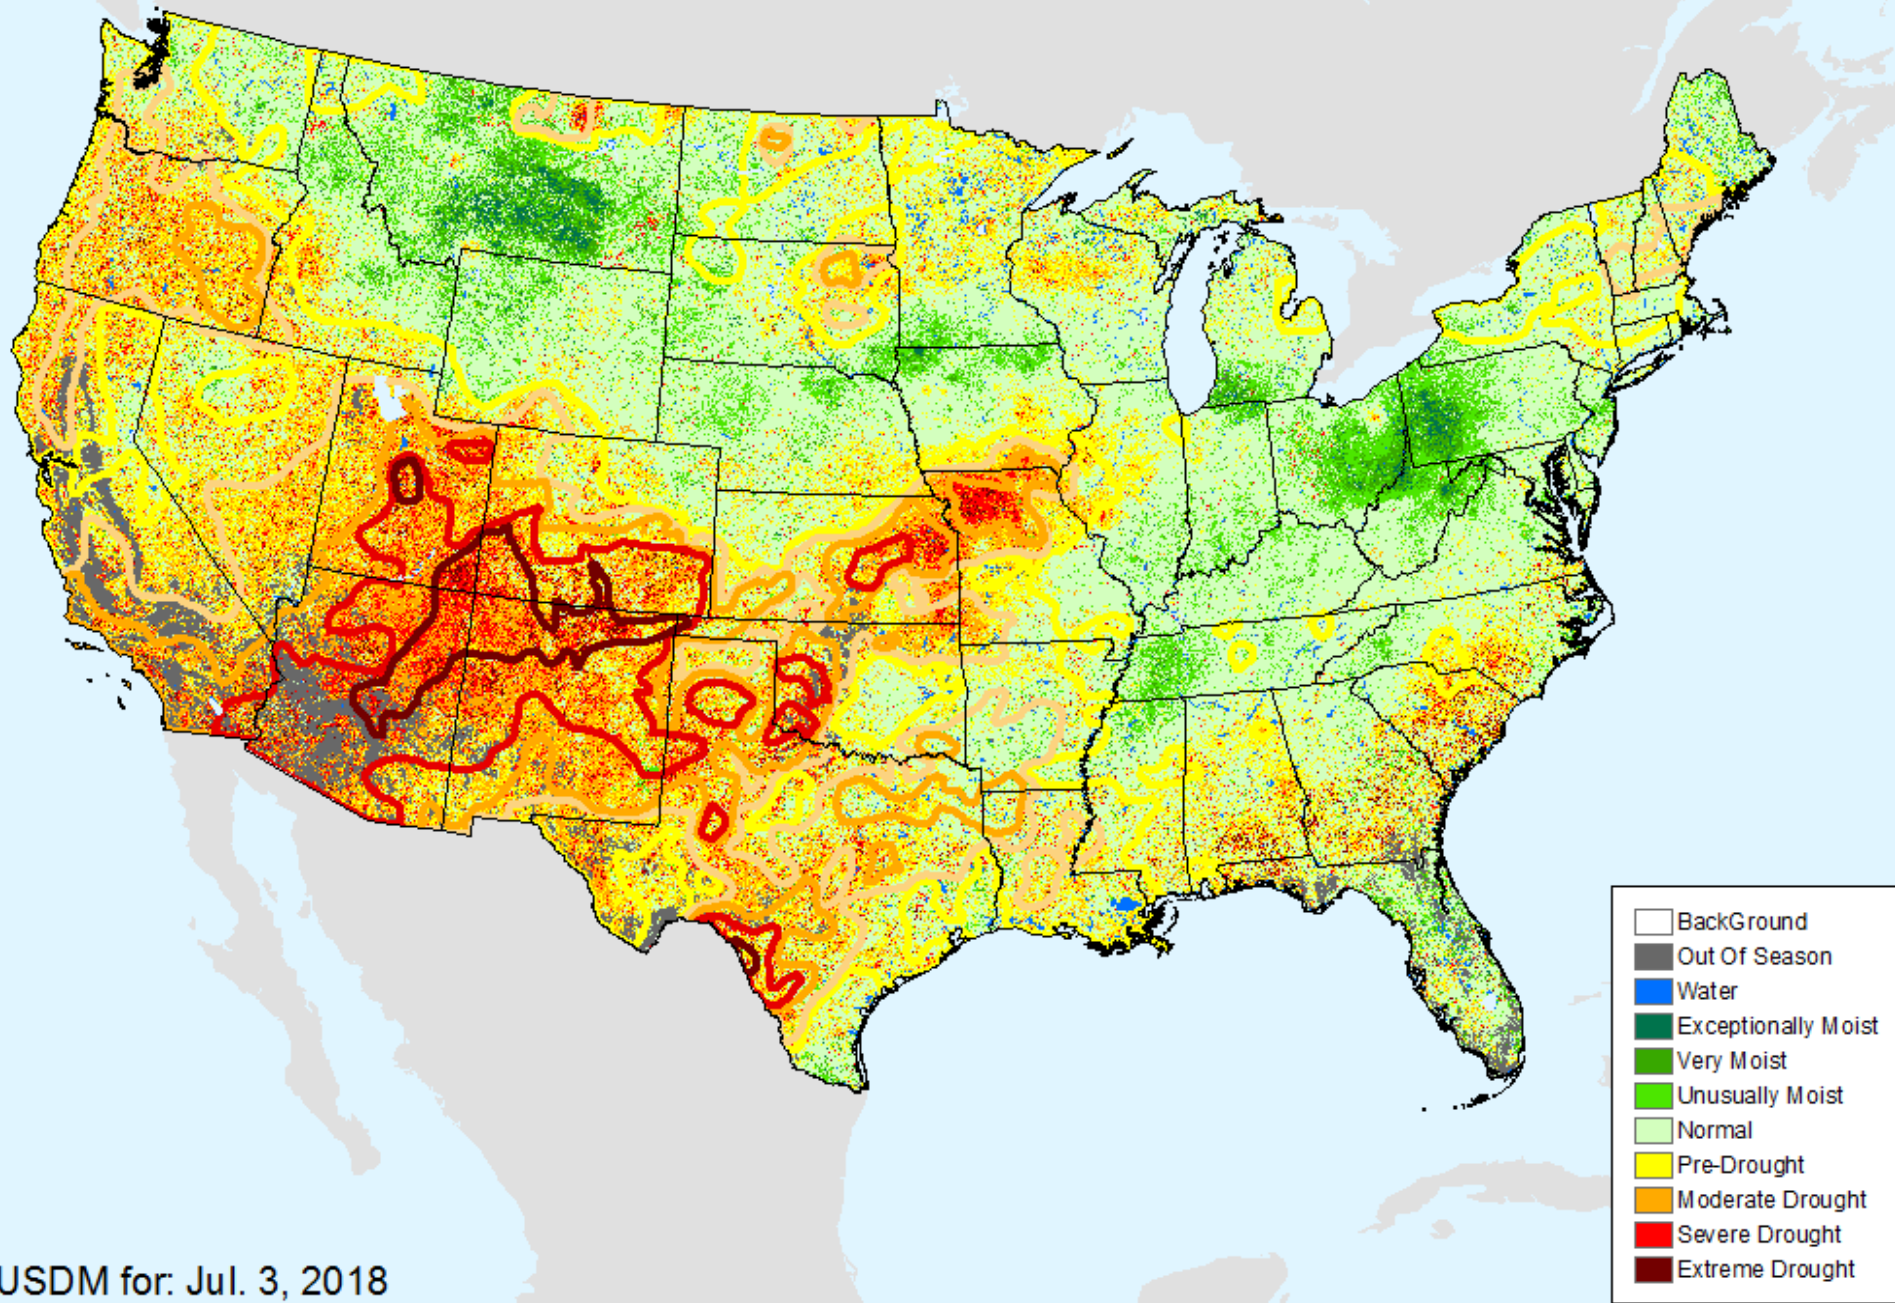 BackGround
Out Of Season
Water
Exceptionally Moist
Very Moist
Unusually Moist
Normal
Pre-Drought
Moderate Drought
Severe Drought
Extreme Drought
USDM for: Jul. 3, 2018